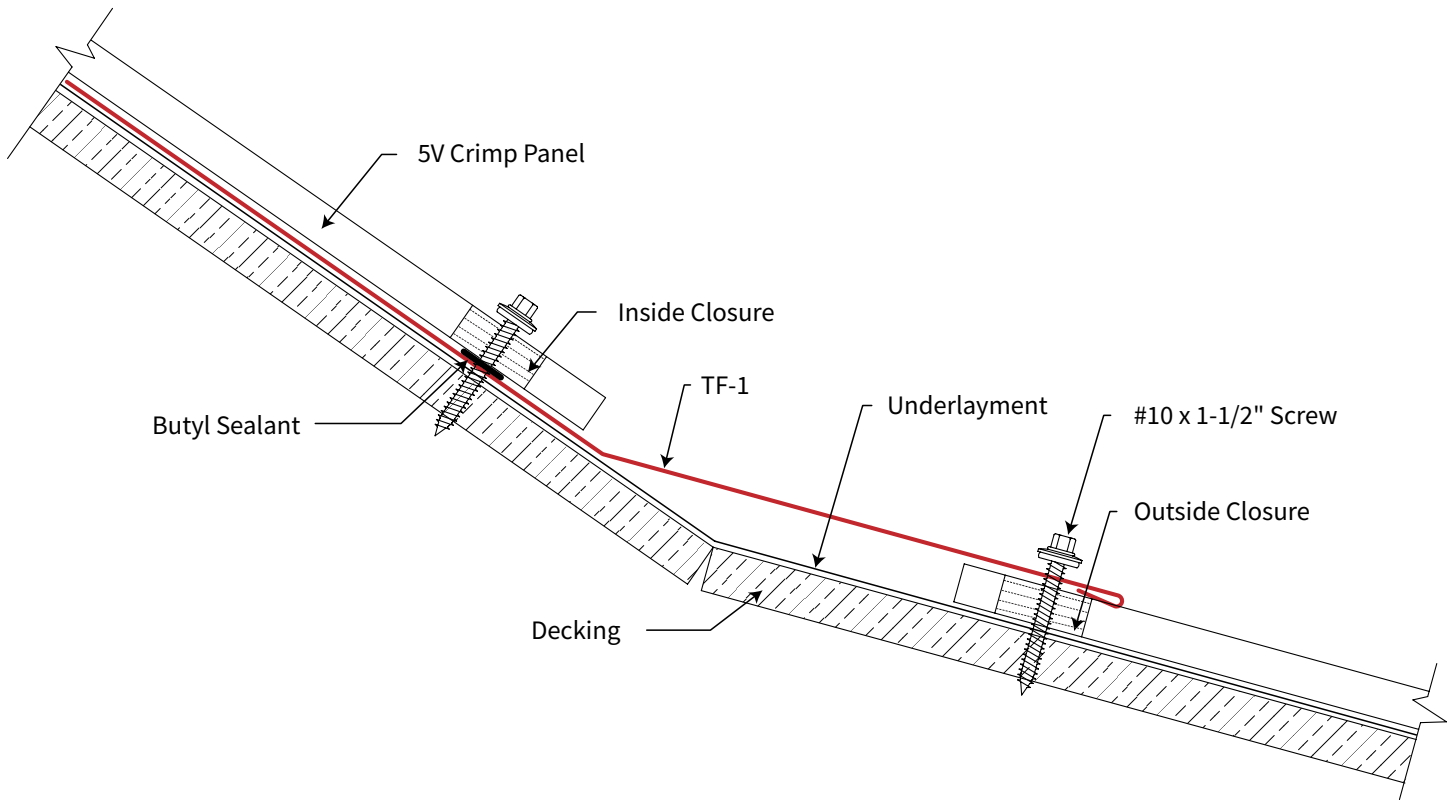 5V Crimp Panel
Inside Closure
TF-1
Underlayment
#10 x 1-1/2" Screw
Butyl Sealant
Outside Closure
Decking